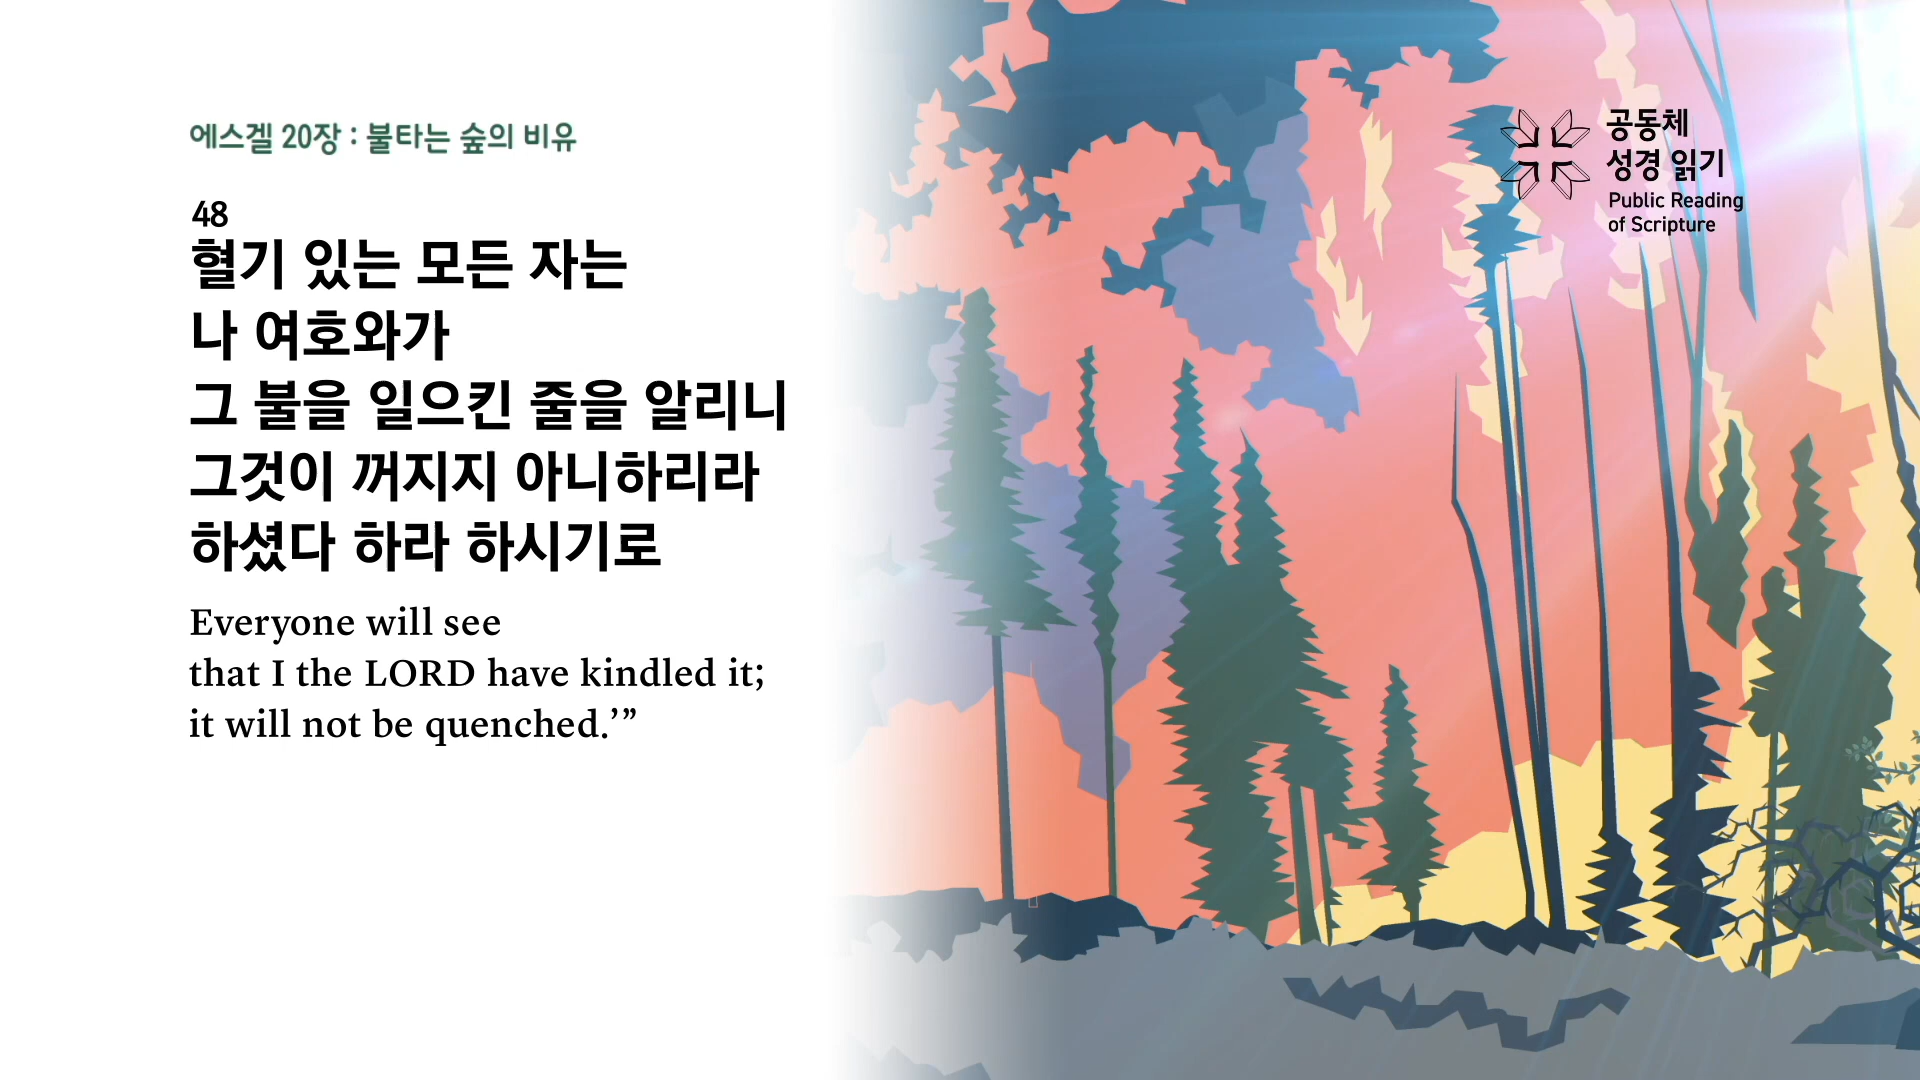 에스겔 20장 : 불타는 숲의 비유
48
혈기 있는 모든 자는
나 여호와가
그 불을 일으킨 줄을 알리니
그것이 꺼지지 아니하리라
하셨다 하라 하시기로
Everyone will see
that I the LORD have kindled it;
it will not be quenched.’”
공동체
성경 읽기
Public Reading
of Scripture